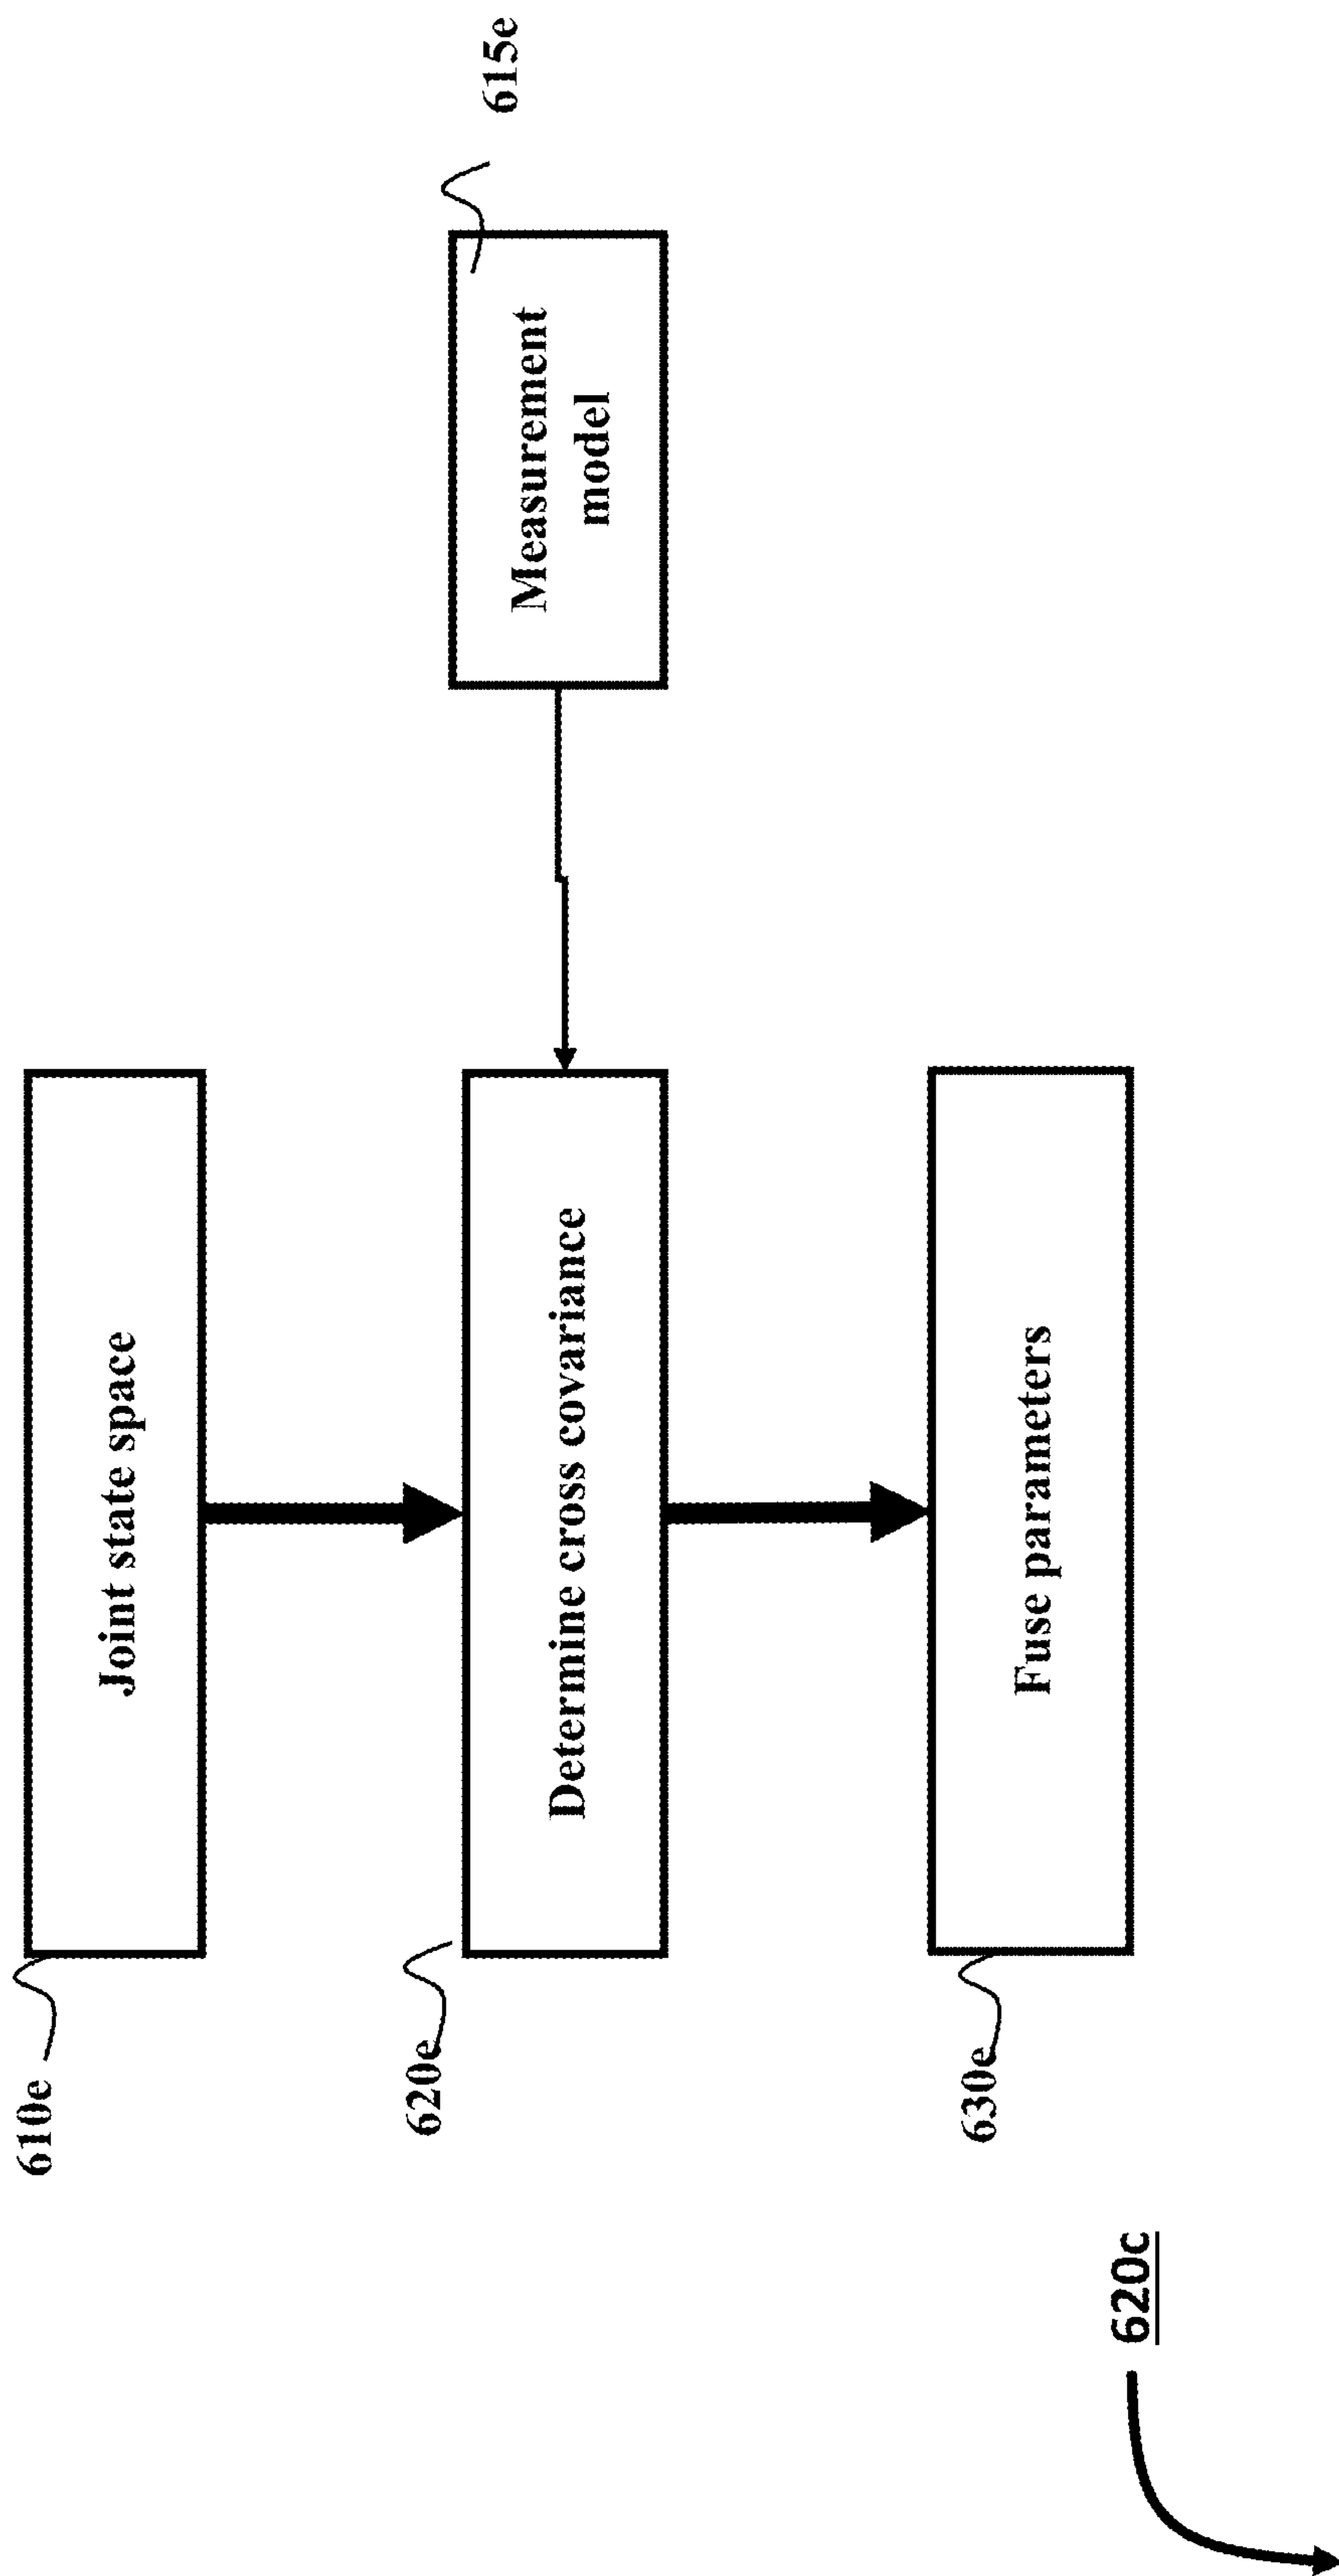 610e
Joint state space
620e
Determine cross covariance
Measurement
model
615e
630e
Fuse parameters
620c